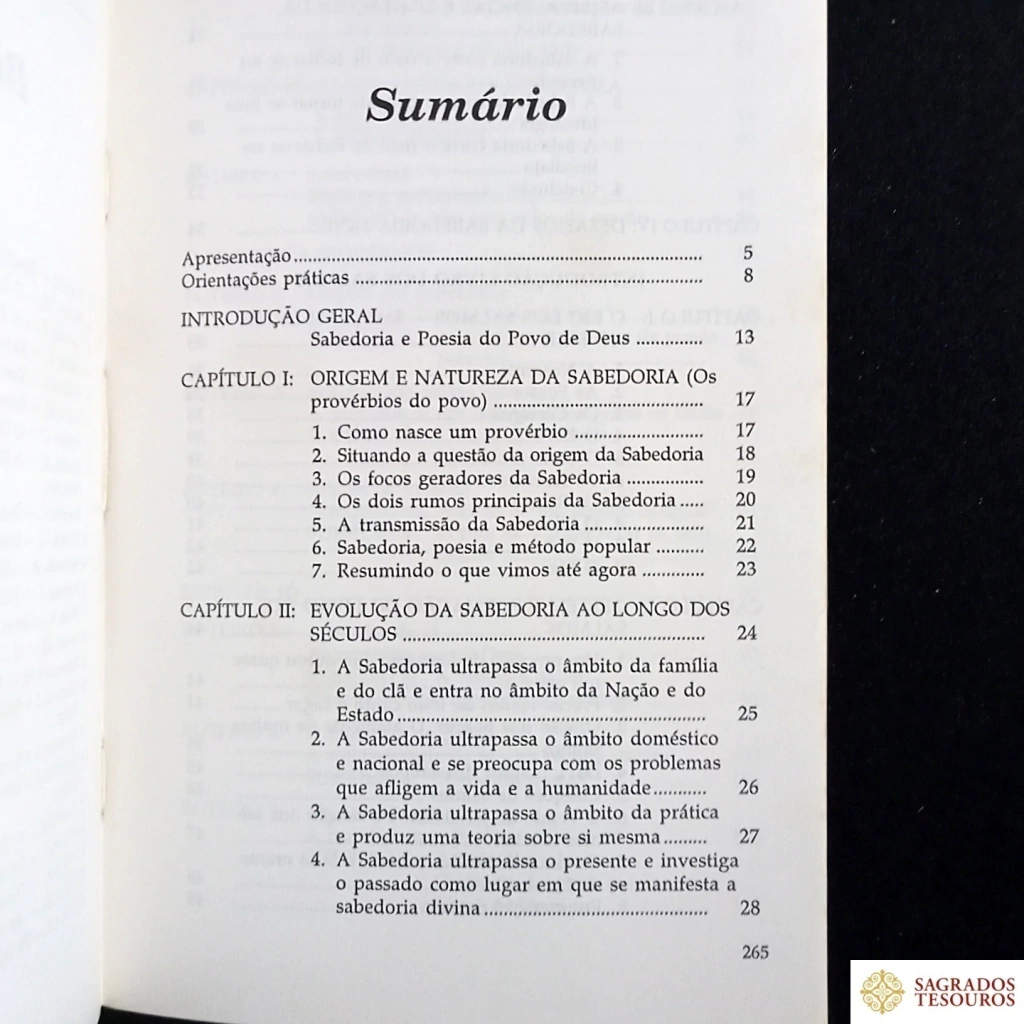 Sumário
Apresentação.......................................................................... 5
Orientações práticas .............................................................. 8
INTRODUÇÃO GERAL
Sabedoria e Poesia do Povo de Deus ............. 13
CAPÍTULO I: ORIGEM E NATUREZA DA SABEDORIA (Os
provérbios do povo) ........................................ 17
1. Como nasce um provérbio ......................... 17
2. Situando a questão da origem da Sabedoria 18
3. Os focos geradores da Sabedoria ............... 19
4. Os dois rumos principais da Sabedoria..... 20
5. A transmissão da Sabedoria ....................... 21
6. Sabedoria, poesia e método popular .......... 22
7. Resumindo o que vimos até agora ............ 23
CAPÍTULO II: EVOLUÇÃO DA SABEDORIA AO LONGO DOS
SÉCULOS .......................................................... 24
1. A Sabedoria ultrapassa o âmbito da família
e do clã e entra no âmbito da Nação e do
Estado............................................................ 25
2. A Sabedoria ultrapassa o âmbito doméstico
e nacional e se preocupa com os problemas
que afligem a vida e a humanidade........... 26
3. A Sabedoria ultrapassa o âmbito da prática
e produz uma teoria sobre si mesma......... 27
4. A Sabedoria ultrapassa o presente e investiga
o passado como lugar em que se manifesta a
sabedoria divina........................................... 28
265
SAGRADOS
TESOUROS